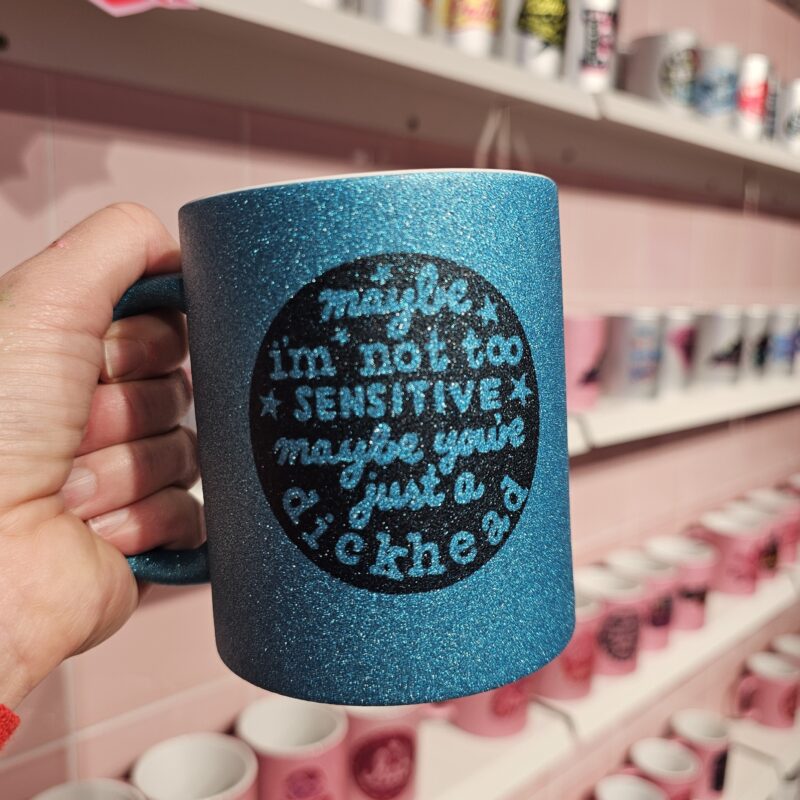 maybe
i'm not too
SENSITIVE
maybe you're
just a
dickhead